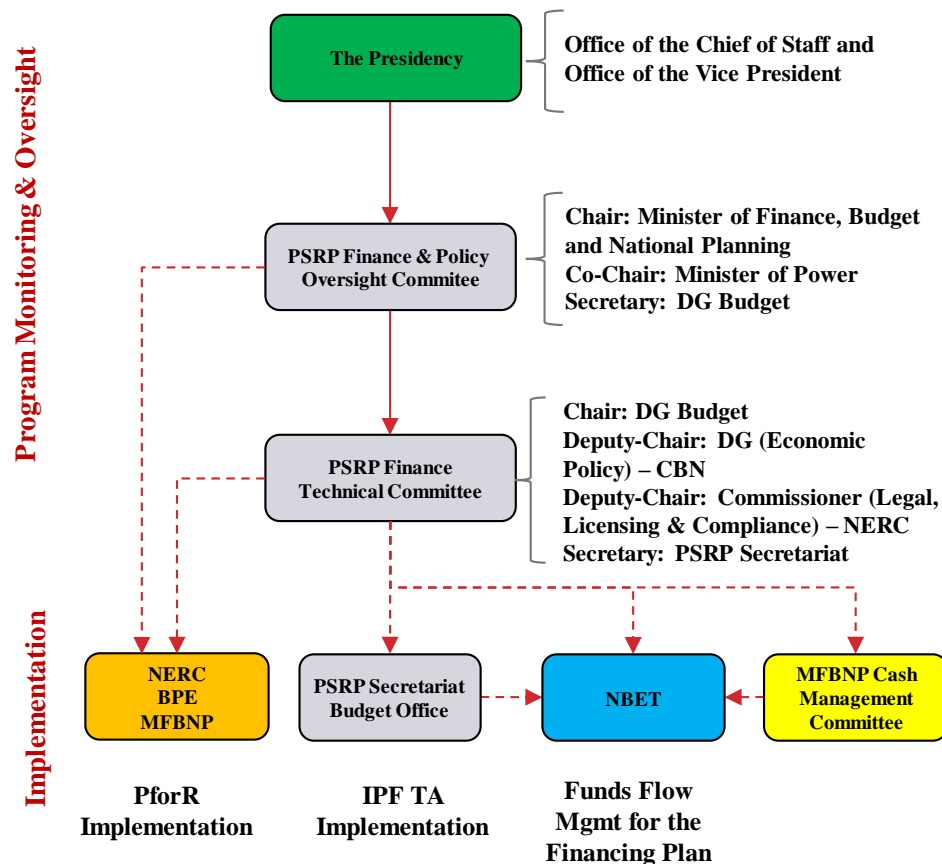 Program Monitoring & Oversight
The Presidency
Office of the Chief of Staff and
Office of the Vice President
PSRP Finance & Policy
Oversight Commitee
Chair: Minister of Finance, Budget
and National Planning
Co-Chair: Minister of Power
Secretary: DG Budget
PSRP Finance
Technical Committee
Chair: DG Budget
Deputy-Chair: DG (Economic
Policy) – CBN
Deputy-Chair: Commissioner (Legal,
Licensing & Compliance) – NERC
Secretary: PSRP Secretariat
Implementation
NERC
BPE
MFBNP
PSRP Secretariat
Budget Office
NBET
MFBNP Cash
Management
Committee
PforR
Implementation
IPF TA
Implementation
Funds Flow
Mgmt for the
Financing Plan